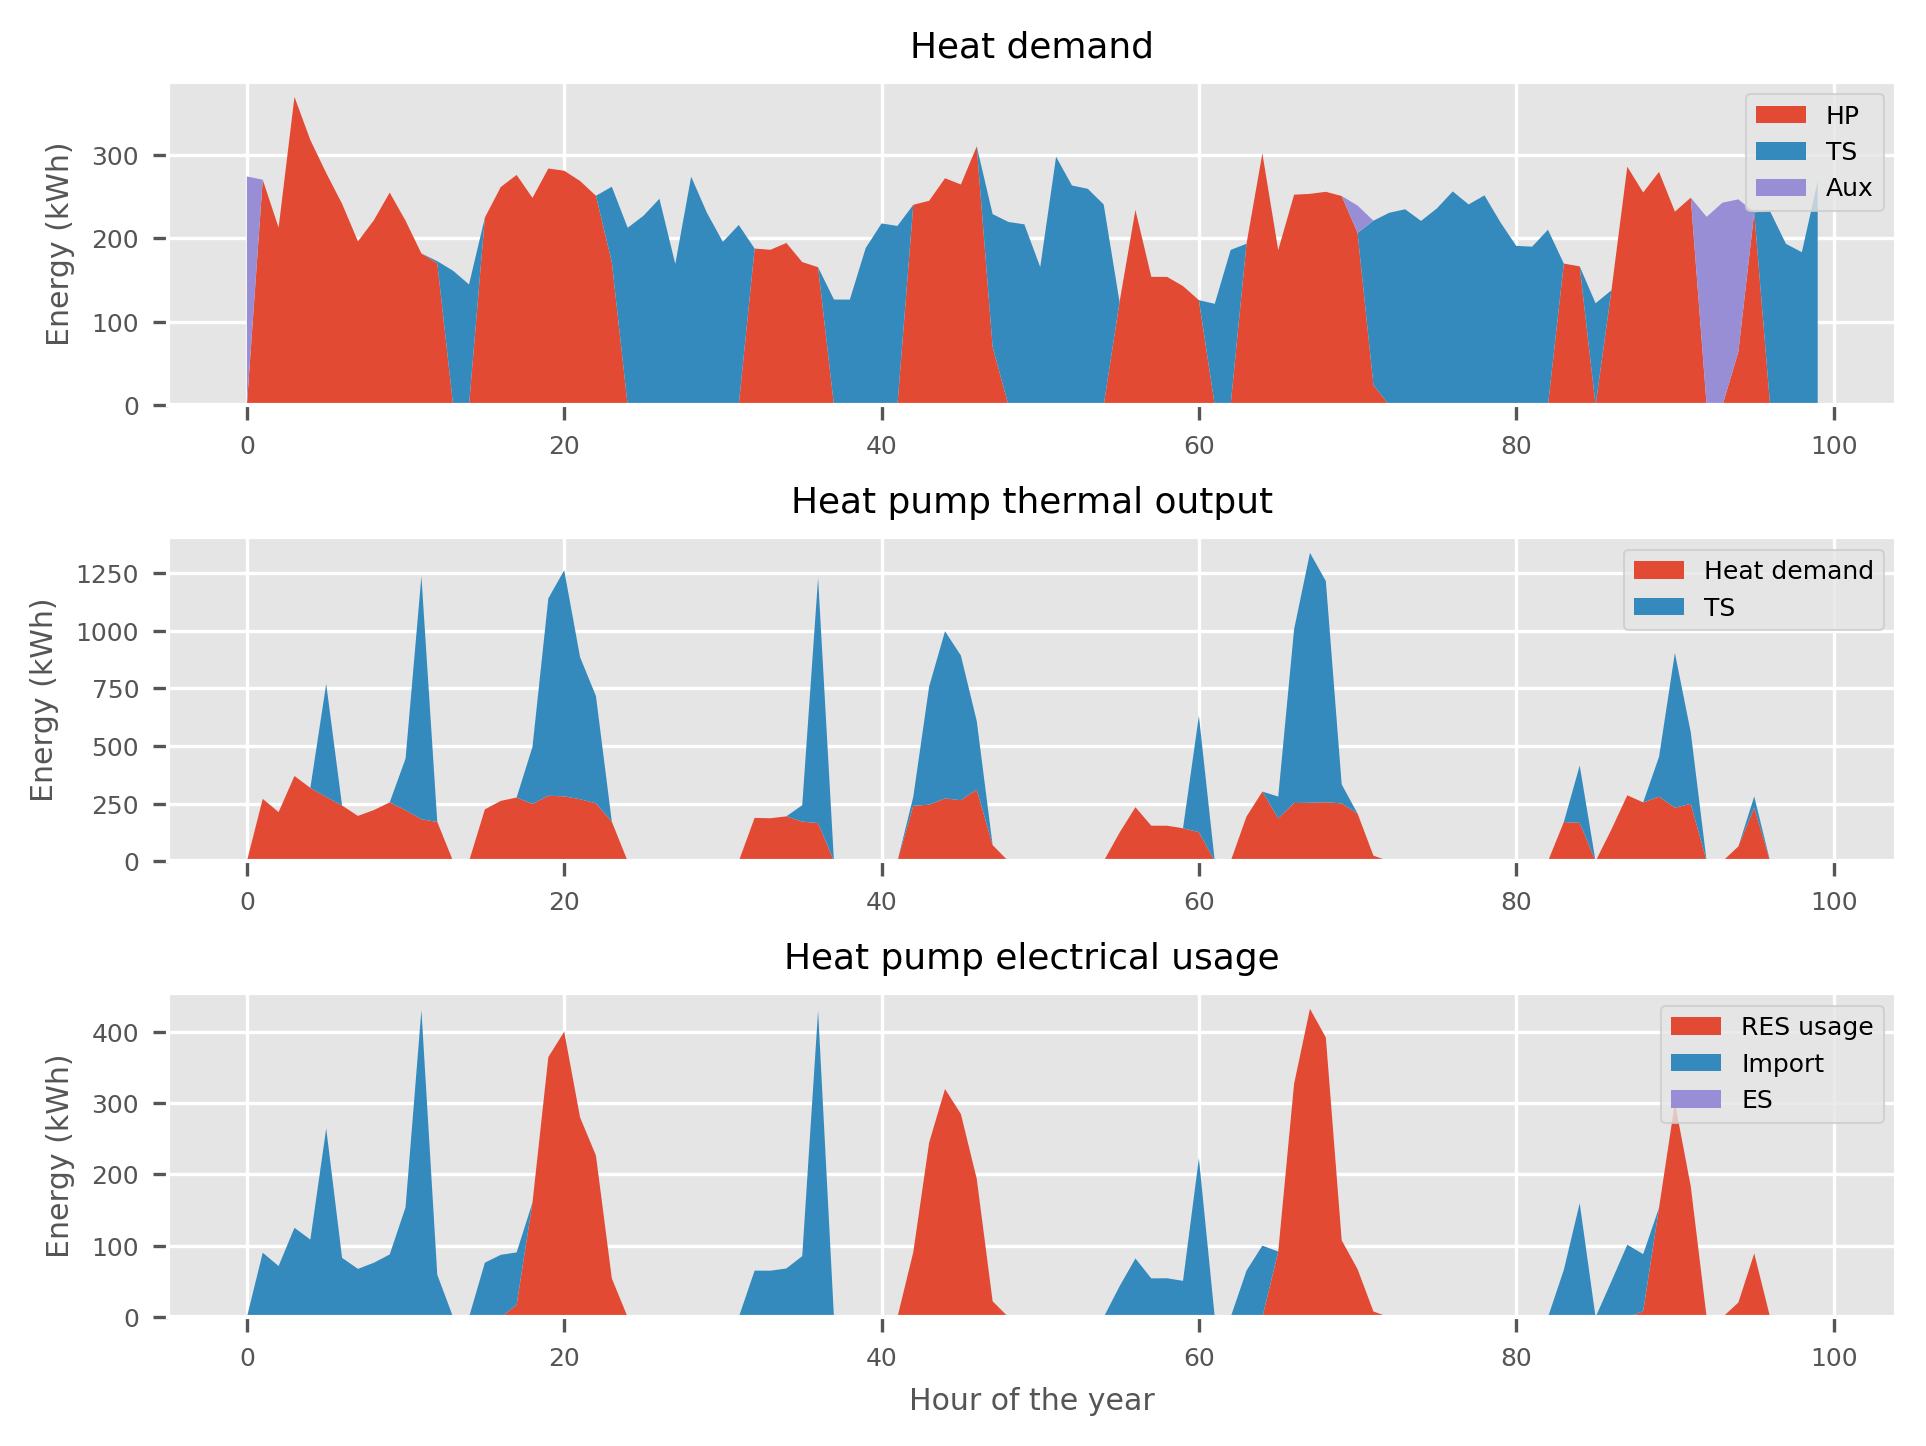 Heat demand
Energy (kWh)
300
200
100
0
HP
TS
Aux
0 20 40 60 80 100
Heat pump thermal output
Energy (kWh)
1250
1000
750
500
250
0
Heat demand
TS
0 20 40 60 80 100
Heat pump electrical usage
Energy (kWh)
400
300
200
100
0
RES usage
Import
ES
0 20 40 60 80 100
Hour of the year